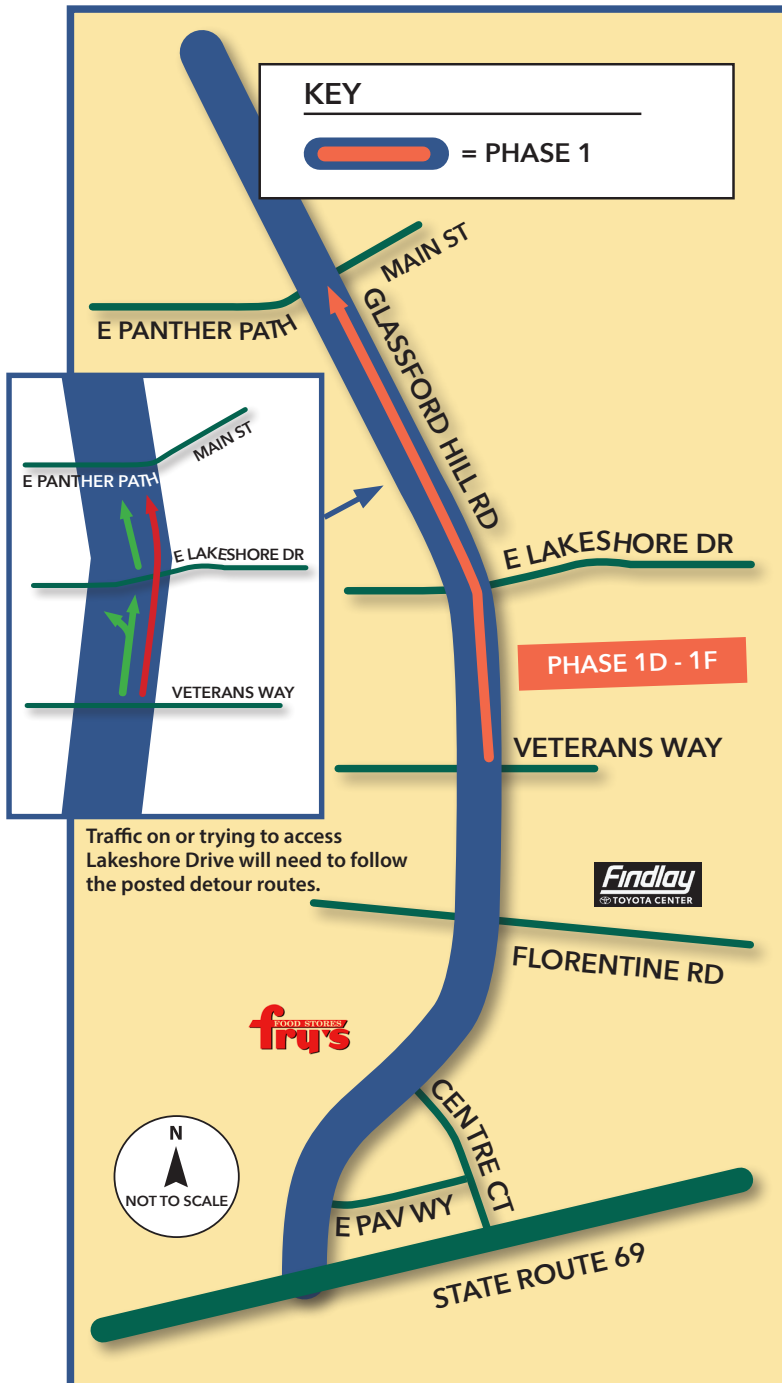 KEY
= PHASE 1
MAIN ST
E PANTHER PATH
GLASSFORD HILL RD
MAIN ST
E PANTHER PATH
E LAKESHORE DR
VETERANS WAY
E LAKESHORE DR
PHASE 1D - 1F
VETERANS WAY
Traffic on or trying to access
Lakeshore Drive will need to follow
the posted detour routes.
Findlay
TOYOTA CENTER
FLORENTINE RD
FOOD STORES
fry's
CENTRE CT
N
NOT TO SCALE
E PAV WY
STATE ROUTE 69